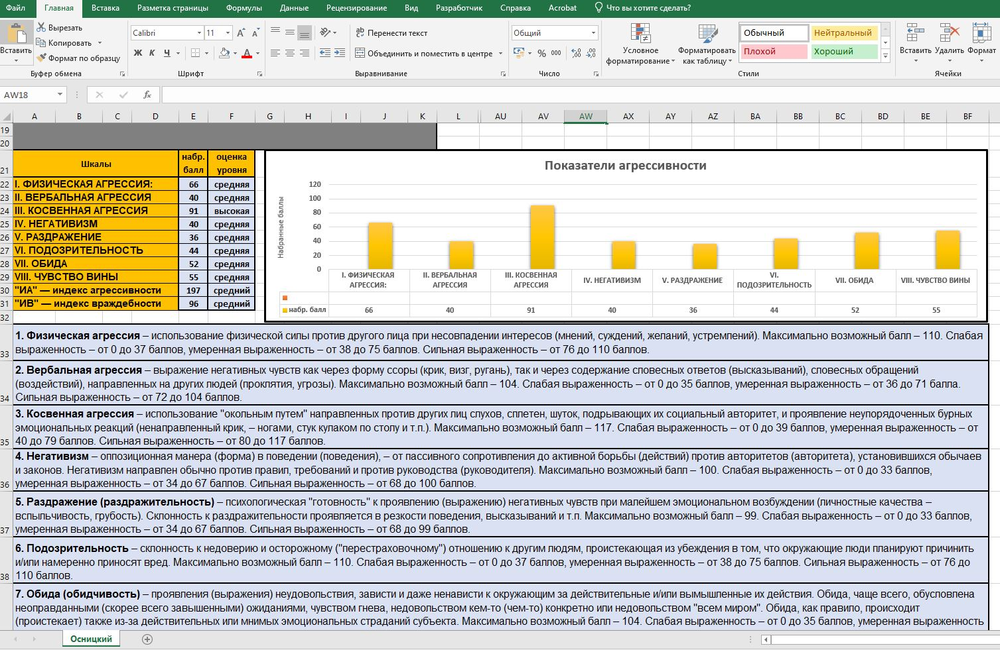 Файл Главная Вставка Разметка страницы Формулы Данные Рецензирование Вид Разработчик Справка Acrobat Что вы хотите сделать?
Вставить
Вырезать
Копировать
Формат по образцу
Буфер обмена
Calibri 11
Ж К Ч
Шрифт
Перенести текст
Объединить и поместить в центре
Выравнивание
Общий
% 000
Число
Условное форматирование
Форматировать как таблицу
Обычный Нейтральный
Плохой Хороший
Стили
Вставить Удалить Формат
Ячейки
AW18 fx
A B C D E F G H I J K L AU AV AW AX AY AZ BA BB BC BD BE BF
19
20
21 Шкалы набр. балл оценка уровня
22 I. ФИЗИЧЕСКАЯ АГРЕССИЯ: 66 средняя
23 II. ВЕРБАЛЬНАЯ АГРЕССИЯ 40 средняя
24 III. КОСВЕННАЯ АГРЕССИЯ 91 высокая
25 IV. НЕГАТИВИЗМ 40 средняя
26 V. РАЗДРАЖЕНИЕ 36 средняя
27 VI. ПОДОЗРИТЕЛЬНОСТЬ 44 средняя
28 VII. ОБИДА 52 средняя
29 VIII. ЧУВСТВО ВИНЫ 55 средняя
30 "ИА" — индекс агрессивности 197 средний
31 "ИВ" — индекс враждебности 96 средний
32
Показатели агрессивности
Набранные баллы
120
100
80
60
40
20
0
I. ФИЗИЧЕСКАЯ АГРЕССИЯ: II. ВЕРБАЛЬНАЯ АГРЕССИЯ III. КОСВЕННАЯ АГРЕССИЯ IV. НЕГАТИВИЗМ V. РАЗДРАЖЕНИЕ VI. ПОДОЗРИТЕЛЬНОСТЬ VII. ОБИДА VIII. ЧУВСТВО ВИНЫ
набр. балл 66 40 91 40 36 44 52 55
1. Физическая агрессия – использование физической силы против другого лица при несовпадении интересов (мнений, суждений, желаний, устремлений). Максимально возможный балл – 110. Слабая
33 выраженность – от 0 до 37 баллов, умеренная выраженность – от 38 до 75 баллов. Сильная выраженность – от 76 до 110 баллов.
2. Вербальная агрессия – выражение негативных чувств как через форму ссоры (крик, визг, ругань), так и через содержание словесных ответов (высказываний), словесных обращений
(воздействий), направленных на других людей (проклятия, угрозы). Максимально возможный балл – 104. Слабая выраженность – от 0 до 35 баллов, умеренная выраженность – от 36 до 71 балла.
34 Сильная выраженность – от 72 до 104 баллов.
3. Косвенная агрессия – использование "окольным путем" направленных против других лиц слухов, сплетен, шуток, подрывающих их социальный авторитет, и проявление неупорядоченных бурных
эмоциональных реакций (ненаправленный крик, – ногами, стук кулаком по столу и т.п.). Максимально возможный балл – 117. Слабая выраженность – от 0 до 39 баллов, умеренная выраженность – от
35 40 до 79 баллов. Сильная выраженность – от 80 до 117 баллов.
4. Негативизм – оппозиционная манера (форма) в поведении (поведения), – от пассивного сопротивления до активной борьбы (действий) против авторитетов (авторитета), установившихся обычаев
и законов. Негативизм направлен обычно против правил, требований и против руководства (руководителя). Максимально возможный балл – 100. Слабая выраженность – от 0 до 33 баллов,
36 умеренная выраженность – от 34 до 67 баллов. Сильная выраженность – от 68 до 100 баллов.
5. Раздражение (раздражительность) – психологическая "готовность" к проявлению (выражению) негативных чувств при малейшем эмоциональном возбуждении (личностные качества –
вспыльчивость, грубость). Склонность к раздражительности проявляется в резкости поведения, высказываний и т.п. Максимально возможный балл – 99. Слабая выраженность – от 0 до 33 баллов,
37 умеренная выраженность – от 34 до 67 баллов. Сильная выраженность – от 68 до 99 баллов.
6. Подозрительность – склонность к недоверию и осторожному ("перестраховочному") отношению к другим людям, проистекающая из убеждения в том, что окружающие люди планируют причинить
и/или намеренно приносят вред. Максимально возможный балл – 110. Слабая выраженность – от 0 до 37 баллов, умеренная выраженность – от 38 до 75 баллов. Сильная выраженность – от 76 до
38 110 баллов.
7. Обида (обидчивость) – проявления (выражения) неудовольствия, зависти и даже ненависти к окружающим за действительные и/или вымышленные их действия. Обида, чаще всего, обусловлена
неоправданными (скорее всего завышенными) ожиданиями, чувством гнева, недовольством кем-то (чем-то) конкретно или недовольством "всем миром". Обида, как правило, происходит
(проистекает) также из-за действительных или мнимых эмоциональных страданий субъекта. Максимально возможный балл – 104. Слабая выраженность – от 0 до 35 баллов, умеренная выраженность
Осницкий